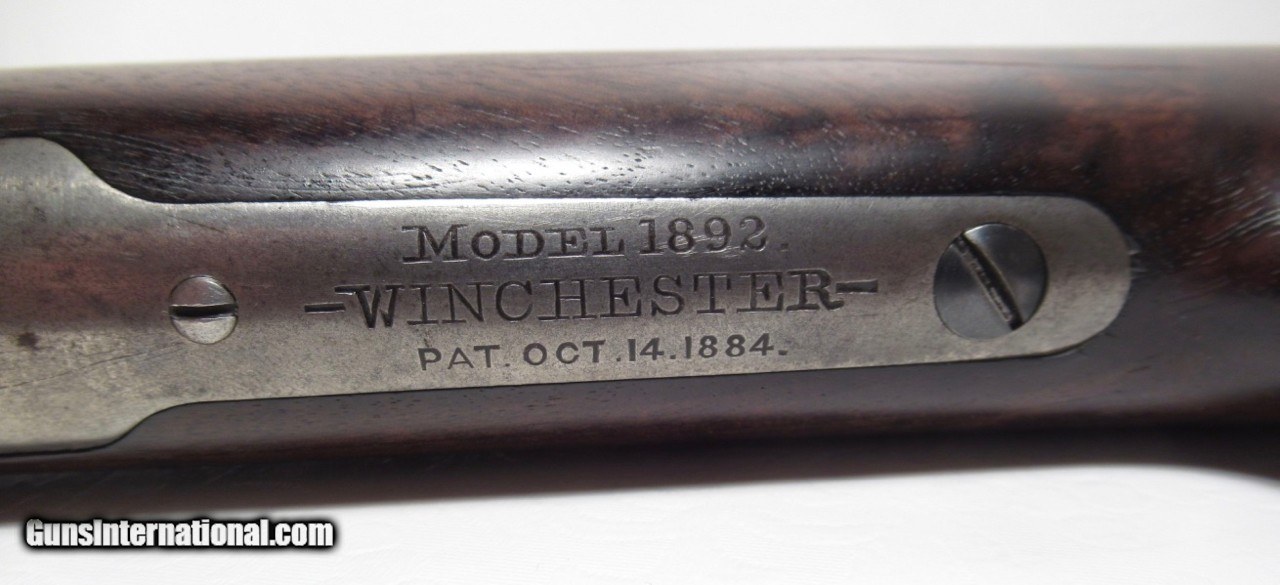 MODEL 1892.
-WINCHESTER-
PAT. OCT. 14. 1884.
GunsInternational.com